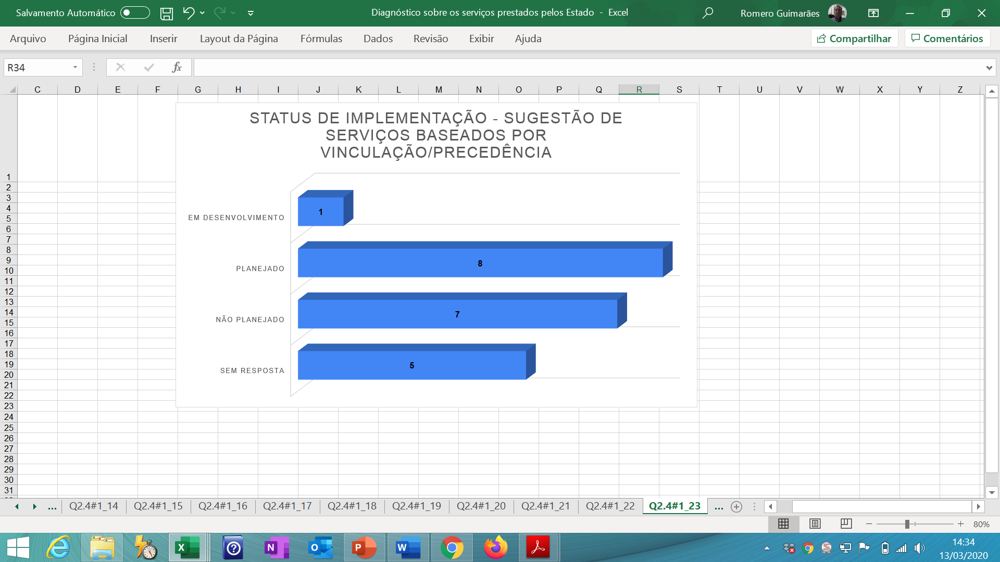 Salvamento Automático
Diagnóstico sobre os serviços prestados pelos Estado - Excel
Romero Guimarães
Arquivo Página Inicial Inserir Layout da Página Fórmulas Dados Revisão Exibir Ajuda
Compartilhar Comentários
R34 fx
C D E F G H I J K L M N O P Q R S T U V W X Y Z
STATUS DE IMPLEMENTAÇÃO - SUGESTÃO DE
SERVIÇOS BASEADOS POR
VINCULAÇÃO/PRECEDÊNCIA
EM DESENVOLVIMENTO 1
PLANEJADO 8
NÃO PLANEJADO 7
SEM RESPOSTA 5
1
2
3
4
5
6
7
8
9
10
11
12
13
14
15
16
17
18
19
20
21
22
23
24
25
26
27
28
29
30
31
... Q2.4#1_14 Q2.4#1_15 Q2.4#1_16 Q2.4#1_17 Q2.4#1_18 Q2.4#1_19 Q2.4#1_20 Q2.4#1_21 Q2.4#1_22 Q2.4#1_23 ...
80%
14:34
13/03/2020